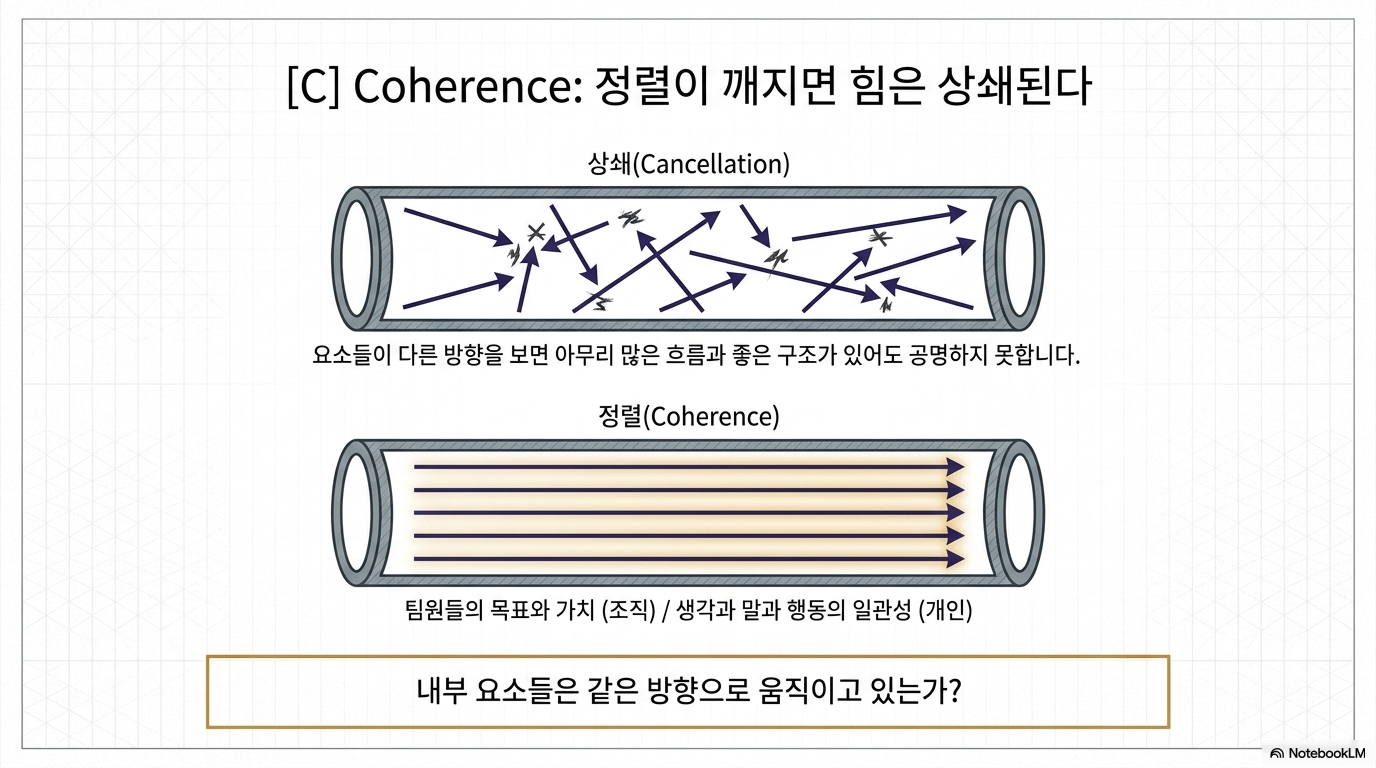 [C] Coherence: 정렬이 깨지면 힘은 상쇄된다
상쇄(Cancellation)
요소들이 다른 방향을 보면 아무리 많은 흐름과 좋은 구조가 있어도 공명하지 못합니다.
정렬(Coherence)
팀원들의 목표와 가치 (조직) / 생각과 말과 행동의 일관성 (개인)
내부 요소들은 같은 방향으로 움직이고 있는가?
NotebookLM